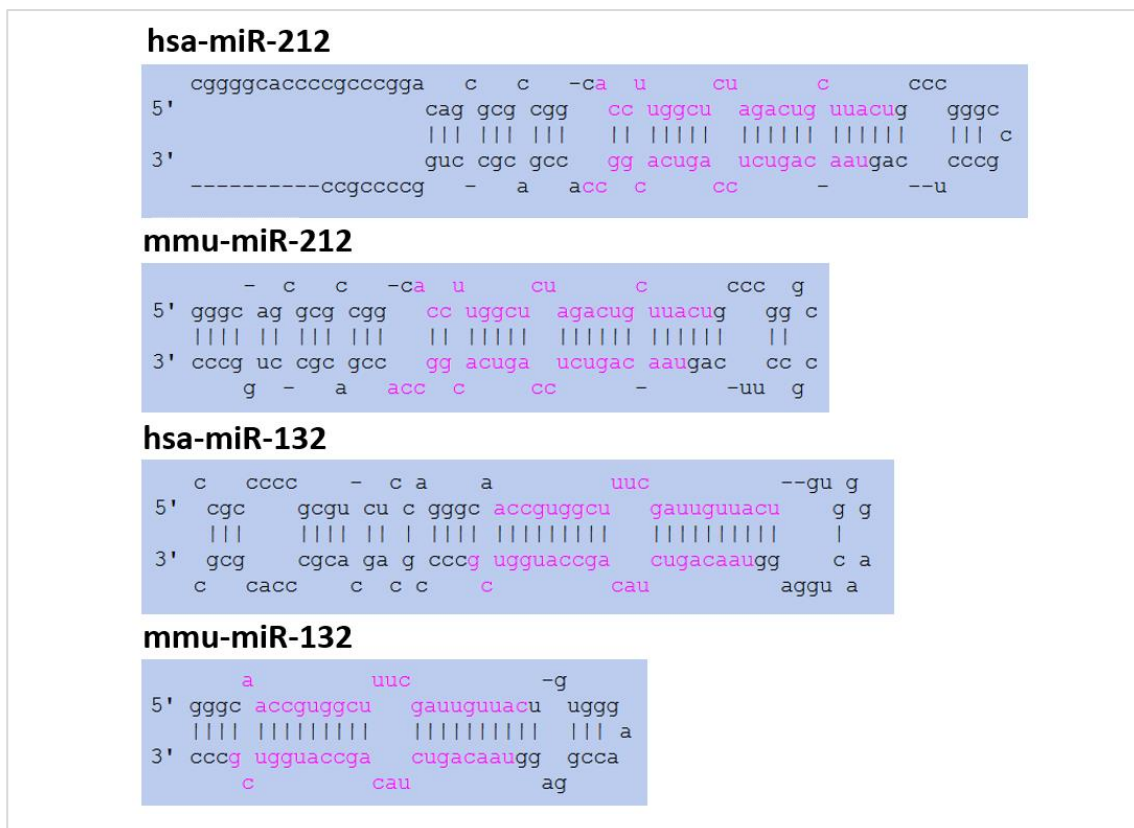 hsa-miR-212
cggggcaccccgcccgga c c -ca u cu c ccc
5' cag gcg cgg cc uggcu agacug uuacug gggc
||| ||| ||| || ||||| |||||| |||||| ||| c
3' guc cgc gcc gg acuga ucugac aaugac cccg
----------ccgccccg - a acc c cc - --u
mmu-miR-212
- c c -ca u cu c ccc g
5' gggc ag gcg cgg cc uggcu agacug uuacug gg c
|||| || ||| ||| || ||||| |||||| |||||| ||
3' cccg uc cgc gcc gg acuga ucugac aaugac cc c
g - a acc c cc - -uu g
hsa-miR-132
c cccc - c a a uuc --gu g
5' cgc gcgu cu c gggc accguggcu gauuguuacu g g
||| |||| || | |||| ||||||||| |||||||||| |
3' gcg cgca ga g cccg ugguaccga cugacaaugg c a
c cacc c c c c cau aggu a
mmu-miR-132
a uuc -g
5' gggc accguggcu gauuguuacu uggg
|||| ||||||||| |||||||||| ||| a
3' cccg ugguaccga cugacaaugg gcca
c cau ag